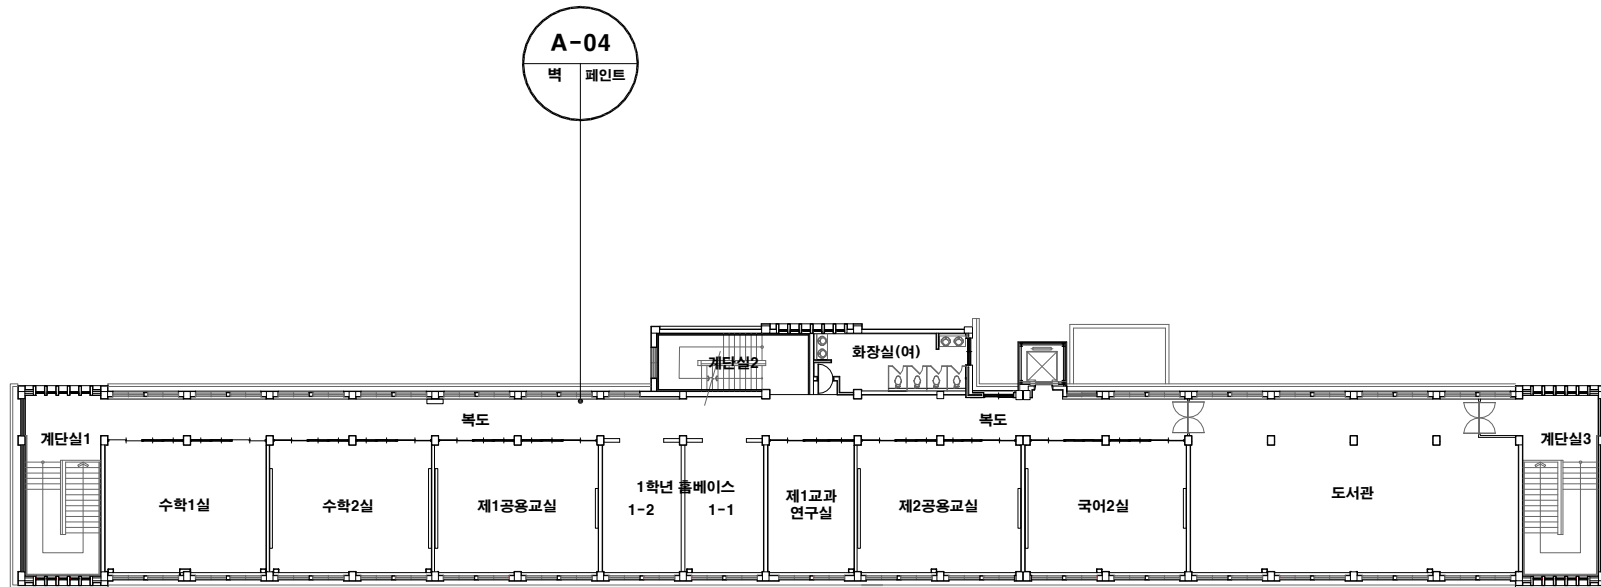 A-04
벽 페인트
계단실2
화장실(여)
복도
복도
계단실1
계단실3
수학1실
수학2실
제1공용교실
1학년 홈베이스
1-2
1-1
제1교과
연구실
제2공용교실
국어2실
도서관